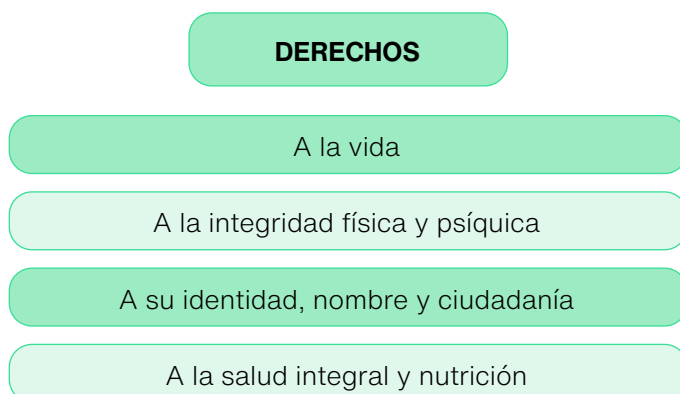 DERECHOS
A la vida
A la integridad física y psíquica
A su identidad, nombre y ciudadanía
A la salud integral y nutrición